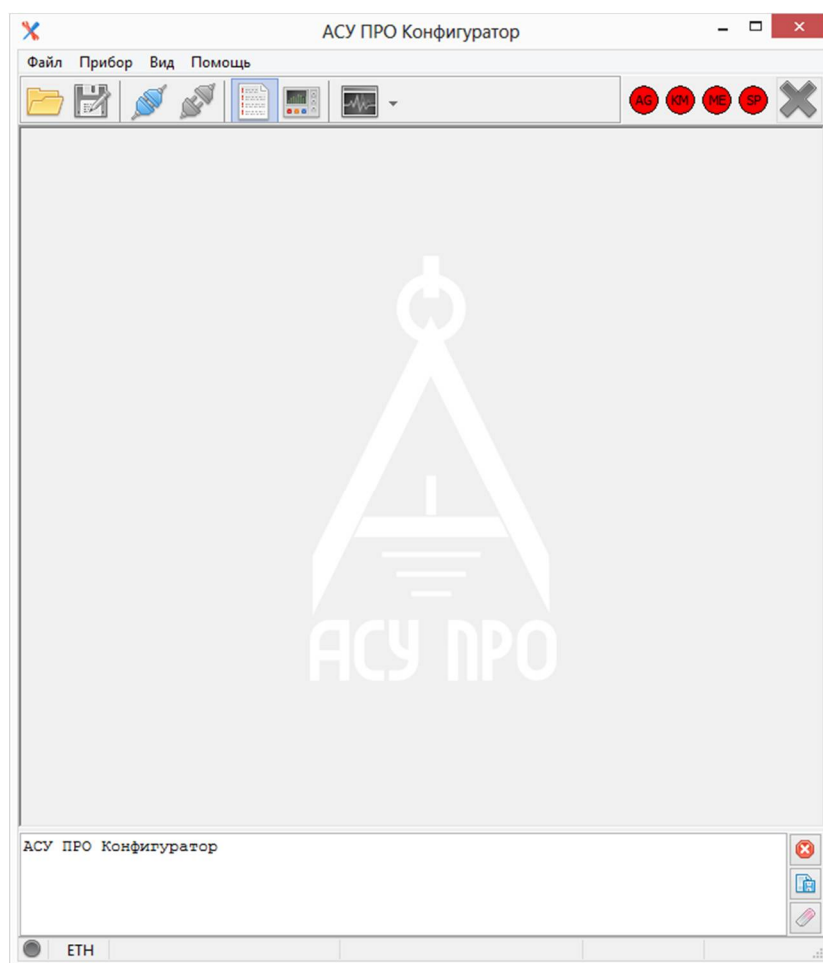 АСУ ПРО Конфигуратор
Файл Прибор Вид Помощь
AG KM ME SP
АСУ ПРО
АСУ ПРО Конфигуратор
ETH